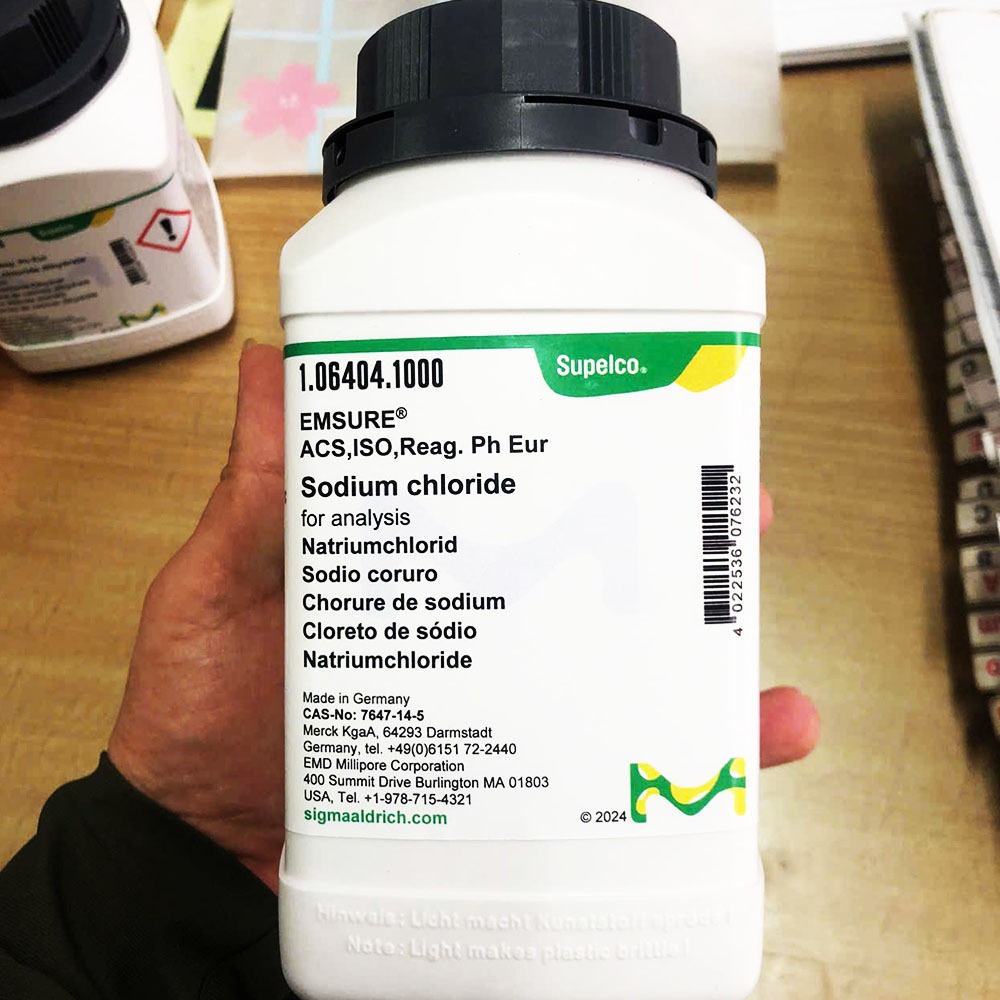 1.06404.1000
Supelco®
EMSURE®
ACS,ISO,Reag. Ph Eur
Sodium chloride
for analysis
Natriumchlorid
Sodio coruro
Chorure de sodium
Cloreto de sódio
Natriumchloride
4 022536 076232
Made in Germany
CAS-No: 7647-14-5
Merck KgaA, 64293 Darmstadt
Germany, tel. +49(0)6151 72-2440
EMD Millipore Corporation
400 Summit Drive Burlington MA 01803
USA, Tel. +1-978-715-4321
sigmaaldrich.com
© 2024
Hinweis: Licht macht Kunststoff spröde!
Note: Light makes plastic brittle!
Supelco
Ph Eur